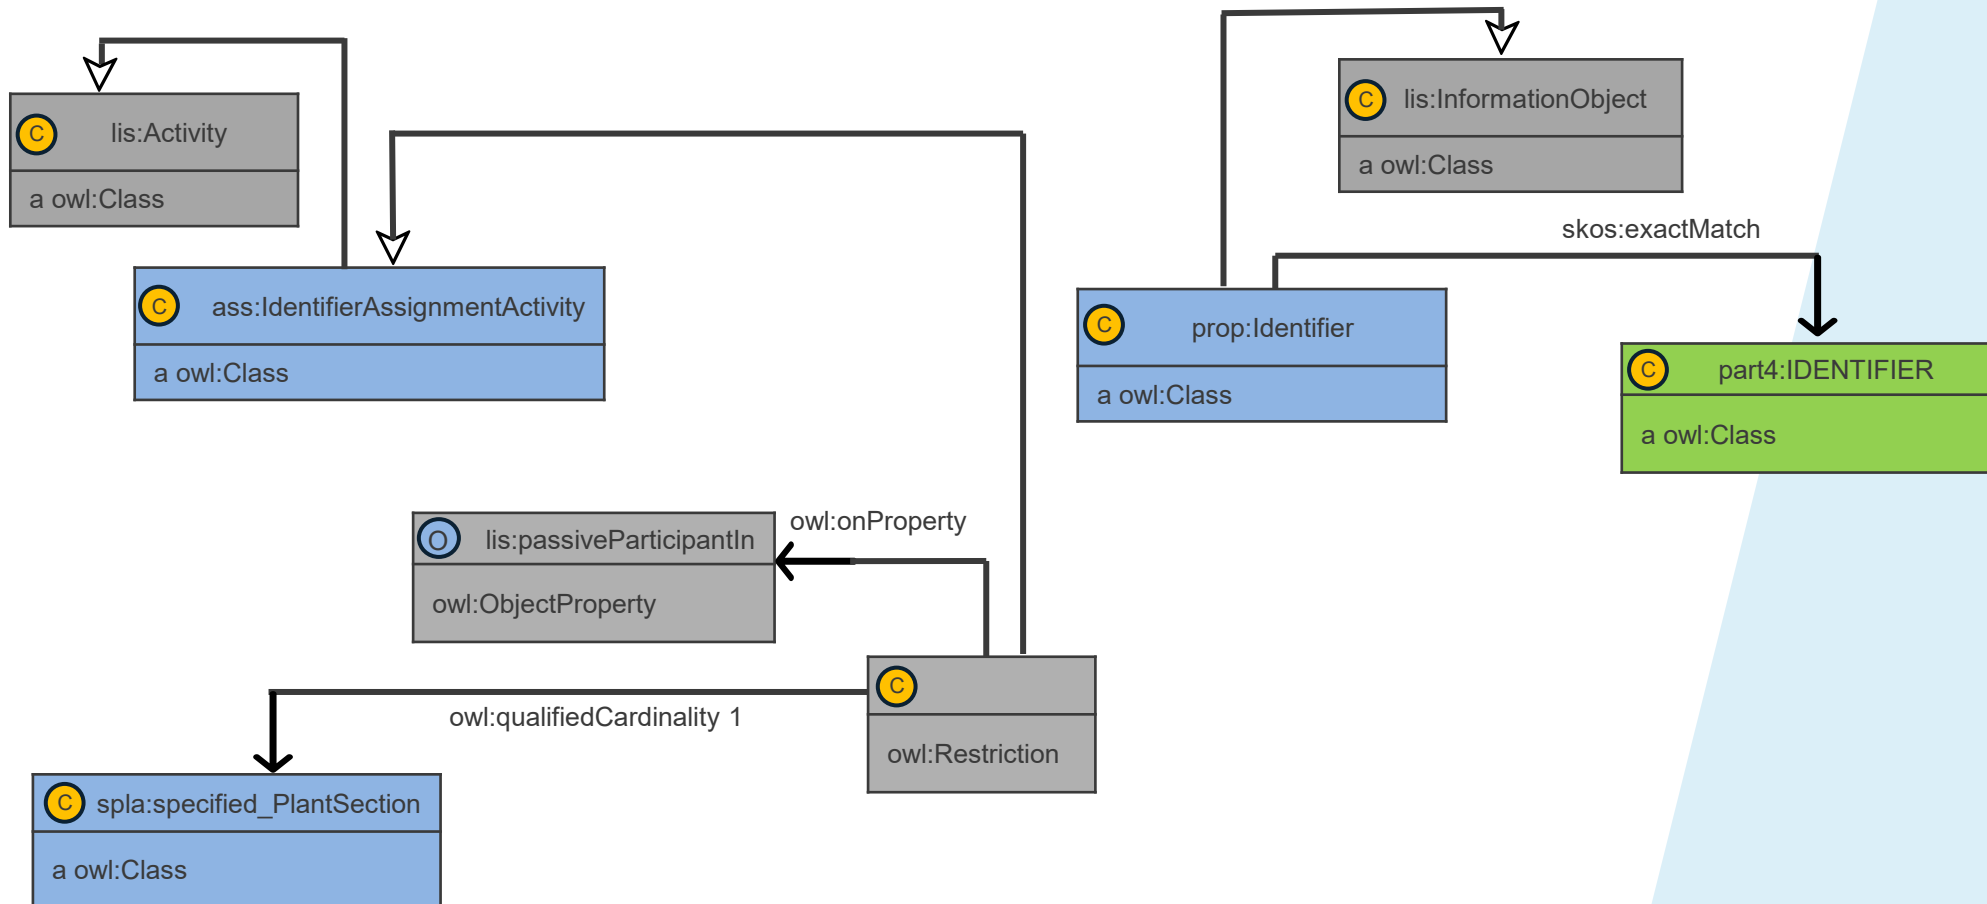 C lis:Activity
a owl:Class
C ass:IdentifierAssignmentActivity
a owl:Class
C lis:InformationObject
a owl:Class
skos:exactMatch
C prop:Identifier
a owl:Class
C part4:IDENTIFIER
a owl:Class
O lis:passiveParticipantIn
owl:ObjectProperty
owl:onProperty
C
owl:Restriction
owl:qualifiedCardinality 1
C spla:specified_PlantSection
a owl:Class